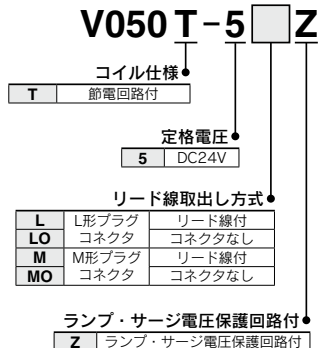 V050T-5□Z
コイル仕様
T 節電回路付
定格電圧
5 DC24V
リード線取出し方式
L L形プラグ リード線付
LO コネクタ コネクタなし
M M形プラグ リード線付
MO コネクタ コネクタなし
ランプ・サージ電圧保護回路付
Z ランプ・サージ電圧保護回路付